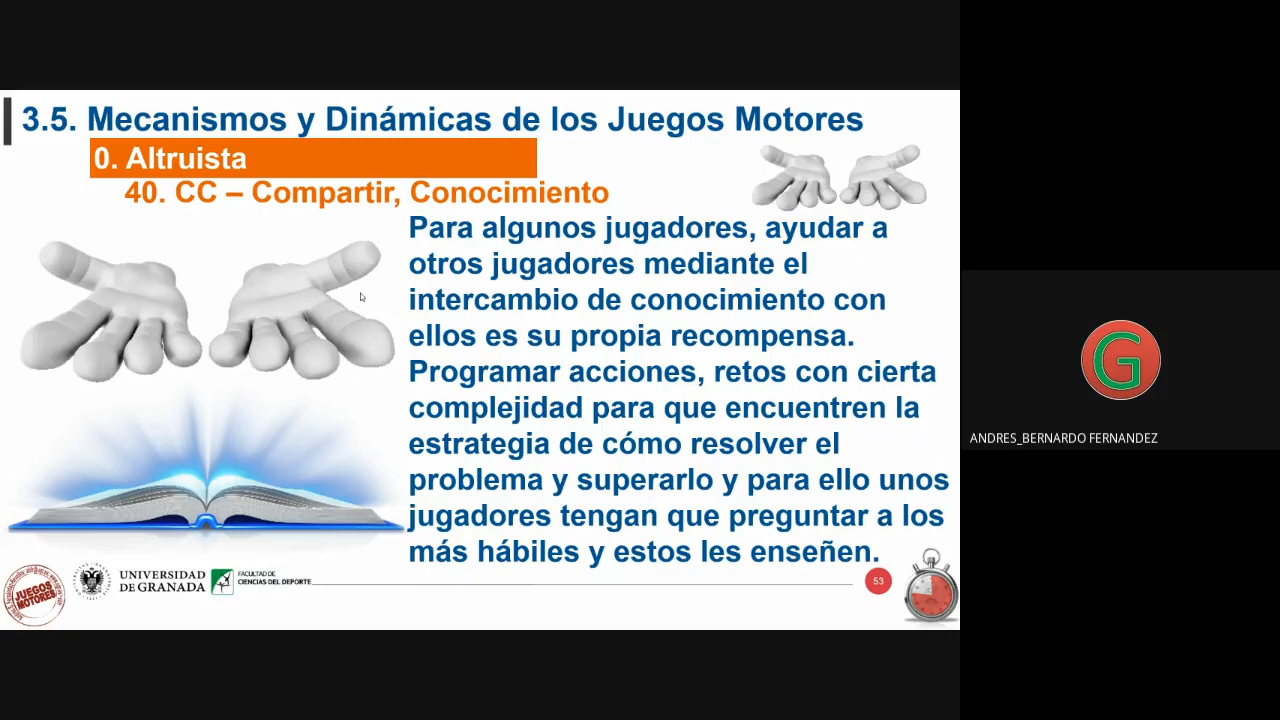 3.5. Mecanismos y Dinámicas de los Juegos Motores
0. Altruista
40. CC – Compartir, Conocimiento
Para algunos jugadores, ayudar a
otros jugadores mediante el
intercambio de conocimiento con
ellos es su propia recompensa.
Programar acciones, retos con cierta
complejidad para que encuentren la
estrategia de cómo resolver el
problema y superarlo y para ello unos
jugadores tengan que preguntar a los
más hábiles y estos les enseñen.
JUEGOS
MOTORES
UNIVERSIDAD
DE GRANADA
FACULTAD DE
CIENCIAS DEL DEPORTE
53
G
ANDRES_BERNARDO FERNANDEZ